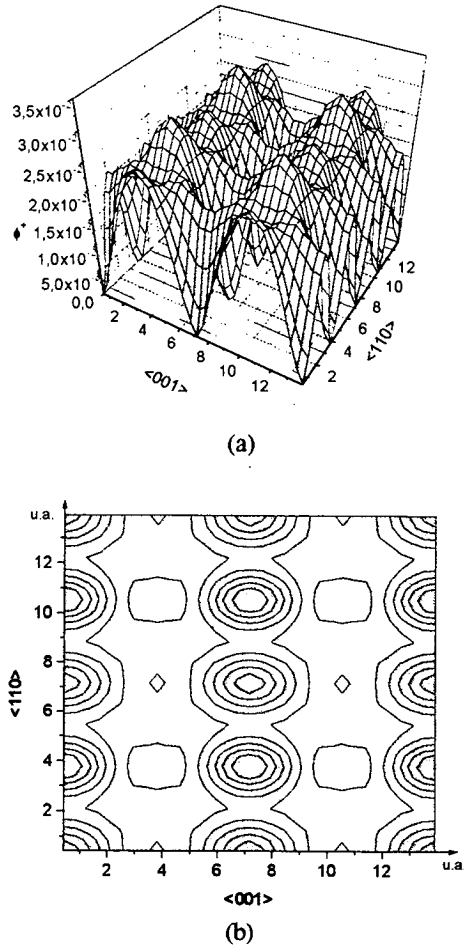 3,5x10
3,0x10
2,5x10
2,0x10
1,5x10
1,0x10
5,0x10
0,0
ϕ⁺
2 4 6 8 10 12
<001>
2 4 6 8 10 12
<110>
(a)
u.a.
12
10
8
6
4
2
<110>
2 4 6 8 10 12 u.a.
<001>
(b)